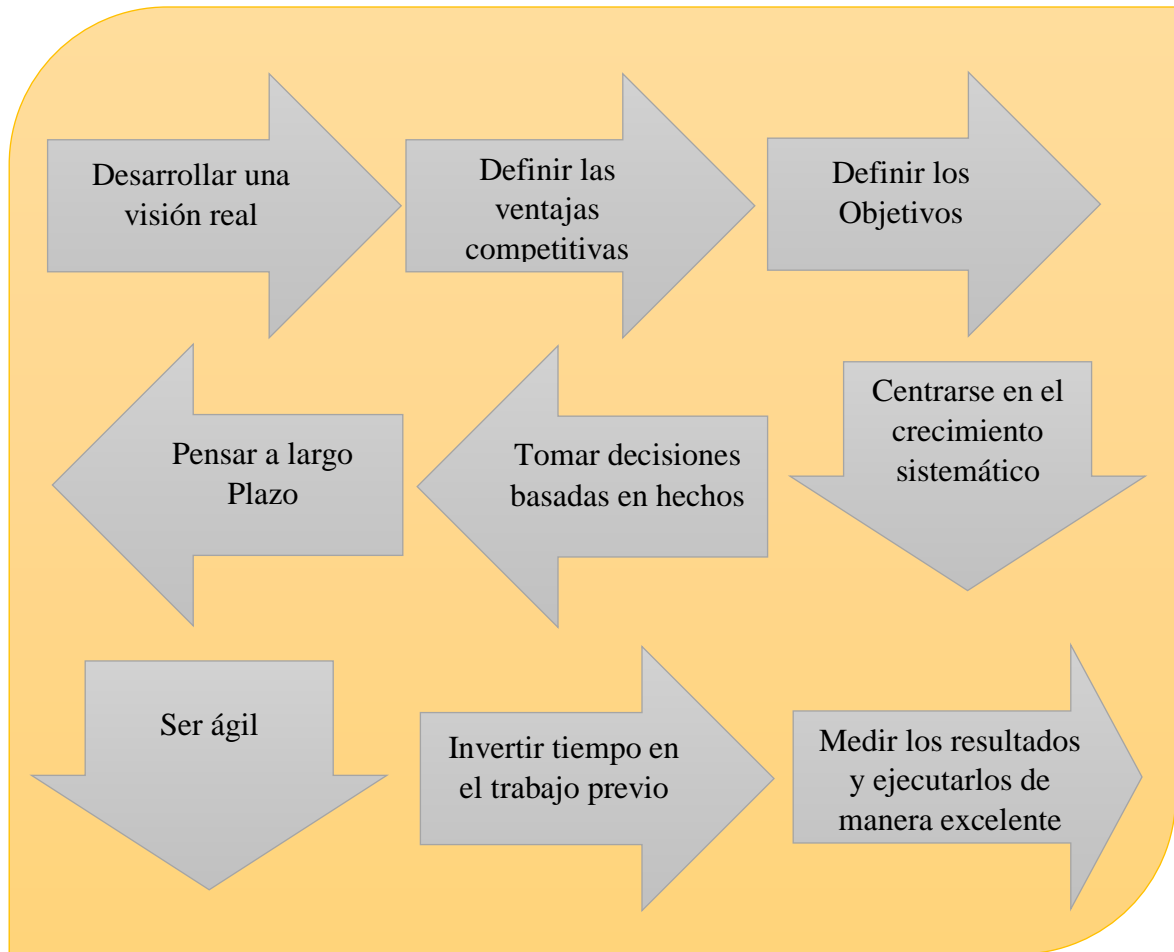 Desarrollar una
visión real
Definir las
ventajas
competitivas
Definir los
Objetivos
Centrarse en el
crecimiento
sistemático
Tomar decisiones
basadas en hechos
Pensar a largo
Plazo
Ser ágil
Invertir tiempo en
el trabajo previo
Medir los resultados
y ejecutarlos de
manera excelente